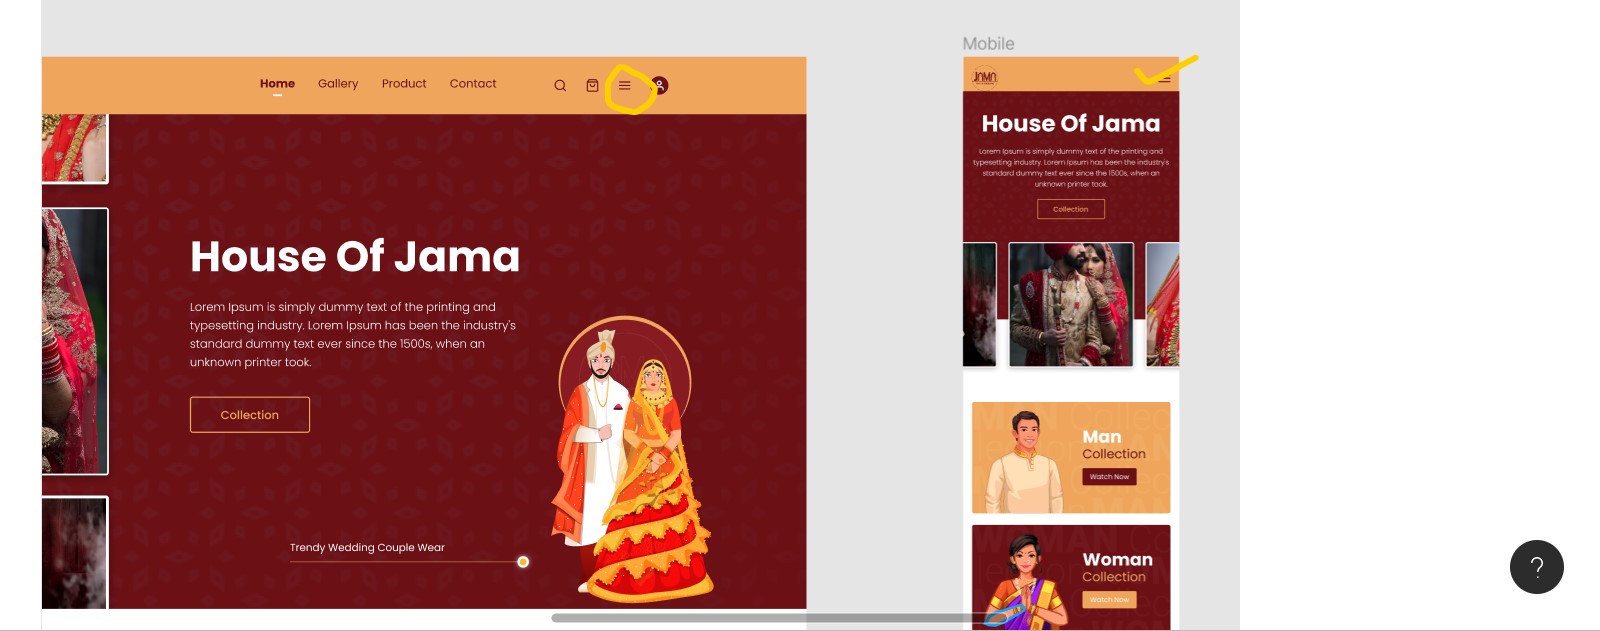 Mobile
Home Gallery Product Contact
JAMA
House Of Jama
Lorem Ipsum is simply dummy text of the printing and
typesetting industry. Lorem Ipsum has been the industry's
standard dummy text ever since the 1500s, when an
unknown printer took.
Collection
Trendy Wedding Couple Wear
House Of Jama
Lorem Ipsum is simply dummy text of the printing and
typesetting industry. Lorem Ipsum has been the industry's
standard dummy text ever since the 1500s, when an
unknown printer took.
Collection
Man
Collection
Watch Now
Woman
Collection
Watch Now
?